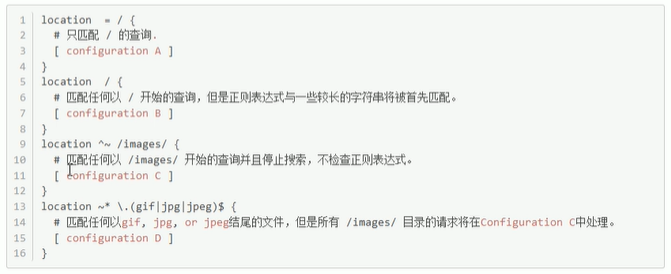 1 location  = / {
2   # 只匹配 / 的查询.
3   [ configuration A ]
4 }
5 location  / {
6   # 匹配任何以 / 开始的查询，但是正则表达式与一些较长的字符串将被首先匹配。
7   [ configuration B ]
8 }
9 location ^~ /images/ {
10   # 匹配任何以 /images/ 开始的查询并且停止搜索，不检查正则表达式。
11   [ configuration C ]
12 }
13 location ~* \.(gif|jpg|jpeg)$ {
14   # 匹配任何以gif, jpg, or jpeg结尾的文件，但是所有 /images/ 目录的请求将在Configuration C中处理。
15   [ configuration D ]
16 }